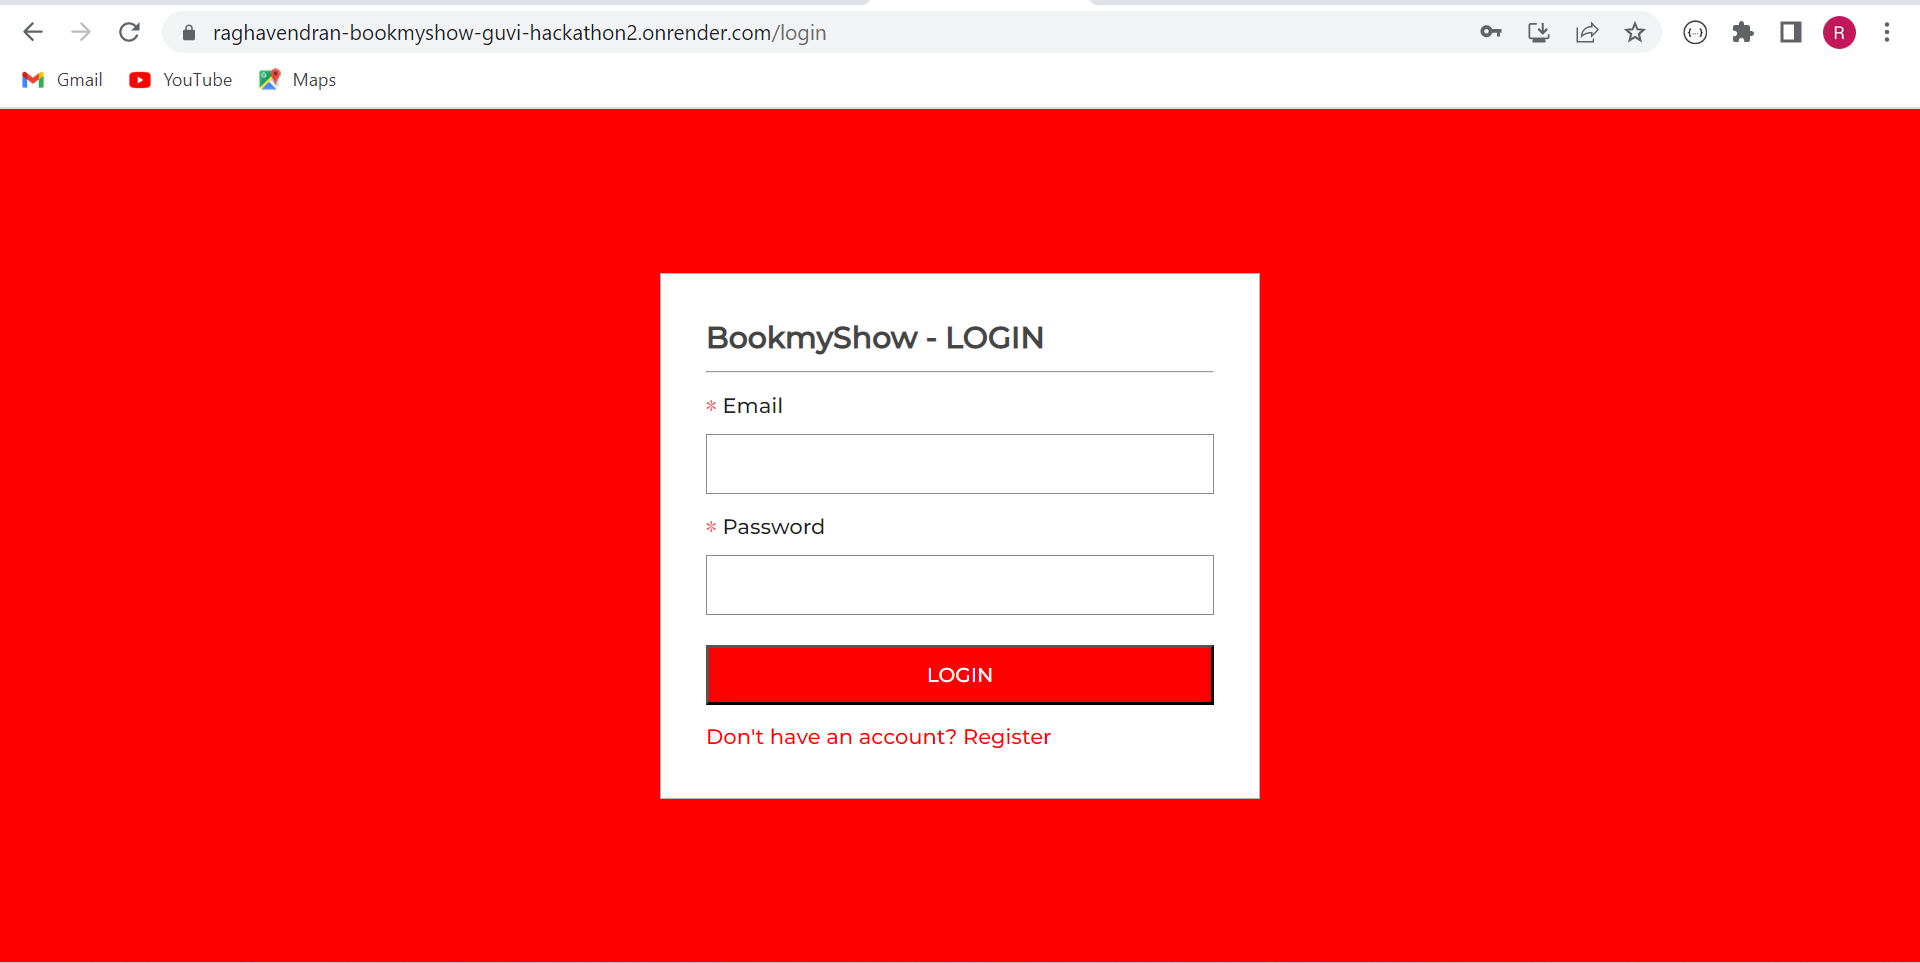 raghavendran-bookmyshow-guvi-hackathon2.onrender.com/login
R
Gmail YouTube Maps
BookmyShow - LOGIN
* Email
* Password
LOGIN
Don't have an account? Register